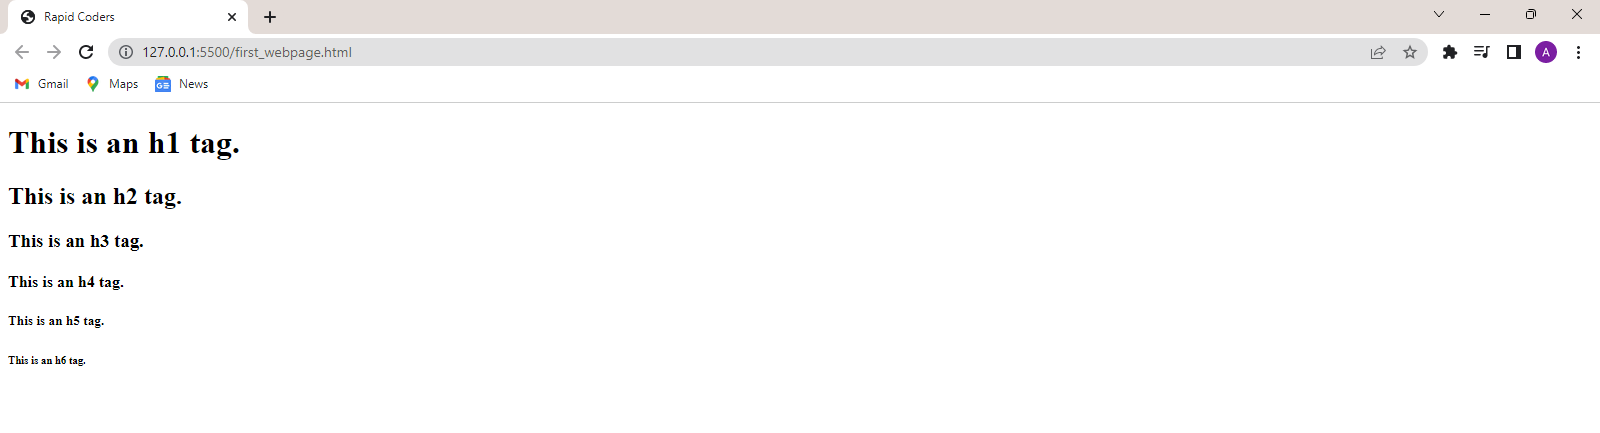 Rapid Coders
127.0.0.1:5500/first_webpage.html
A
Gmail Maps News
This is an h1 tag.
This is an h2 tag.
This is an h3 tag.
This is an h4 tag.
This is an h5 tag.
This is an h6 tag.